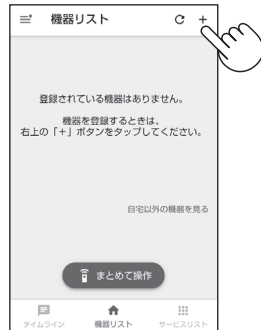 機器リスト
登録されている機器はありません。
機器を登録するときは、
右上の「+」ボタンをタップしてください。
自宅以外の機器を見る
まとめて操作
タイムライン 機器リスト サービスリスト